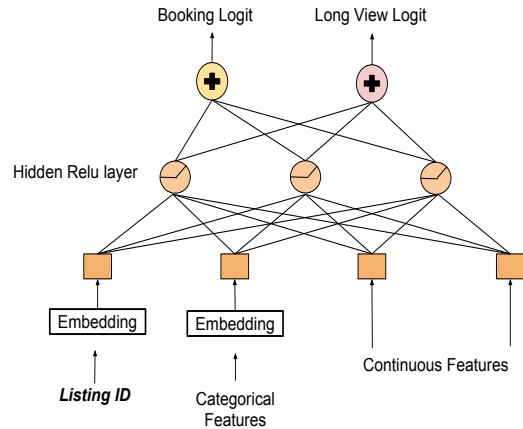 Booking Logit
Long View Logit
Hidden Relu layer
Embedding
Embedding
Listing ID
Categorical
Features
Continuous Features